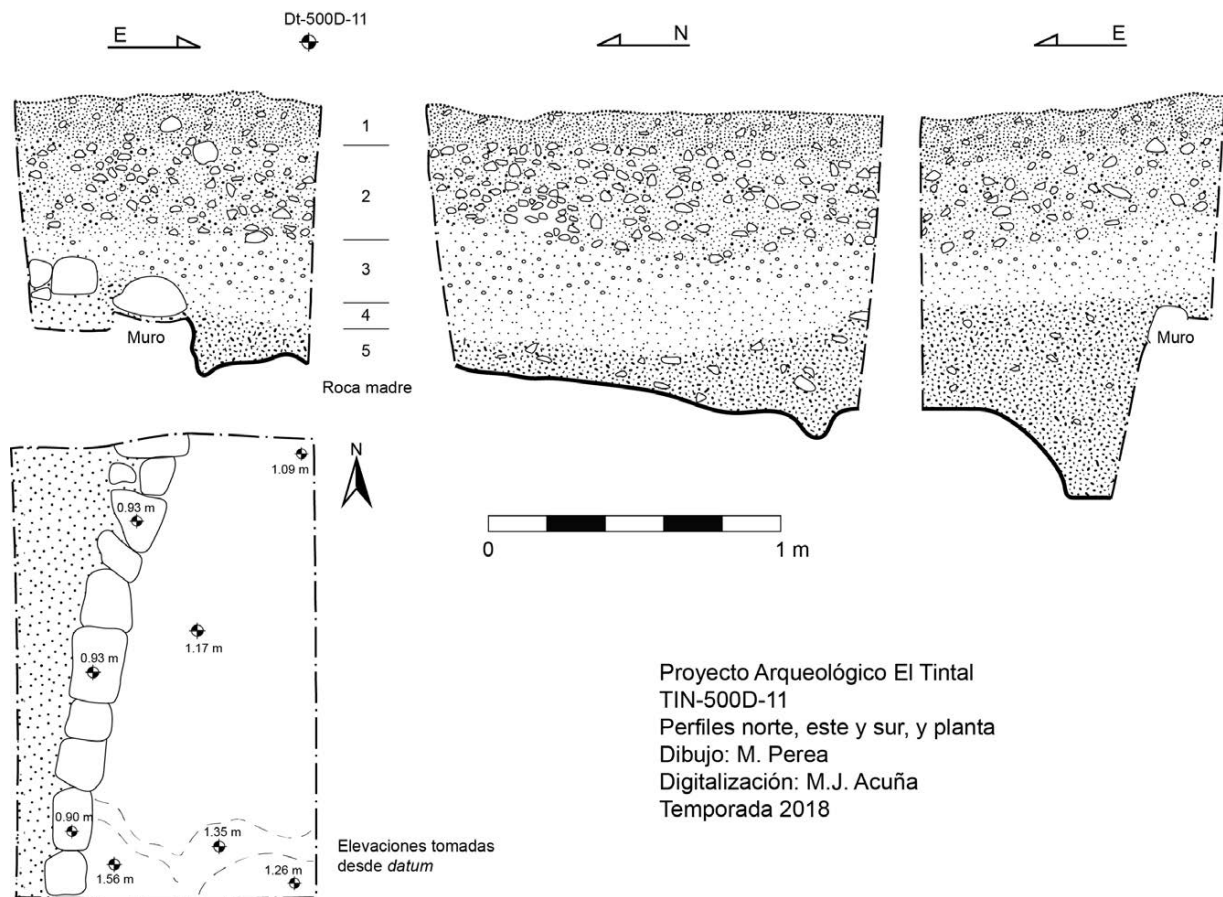 E
Dt-500D-11
N
E
1
2
3
4
5
Muro
Roca madre
Muro
N
1.09 m
0.93 m
1.17 m
0.93 m
0.90 m
1.35 m
1.56 m
1.26 m
0
1 m
Elevaciones tomadas
desde datum
Proyecto Arqueológico El Tintal
TIN-500D-11
Perfiles norte, este y sur, y planta
Dibujo: M. Perea
Digitalización: M.J. Acuña
Temporada 2018